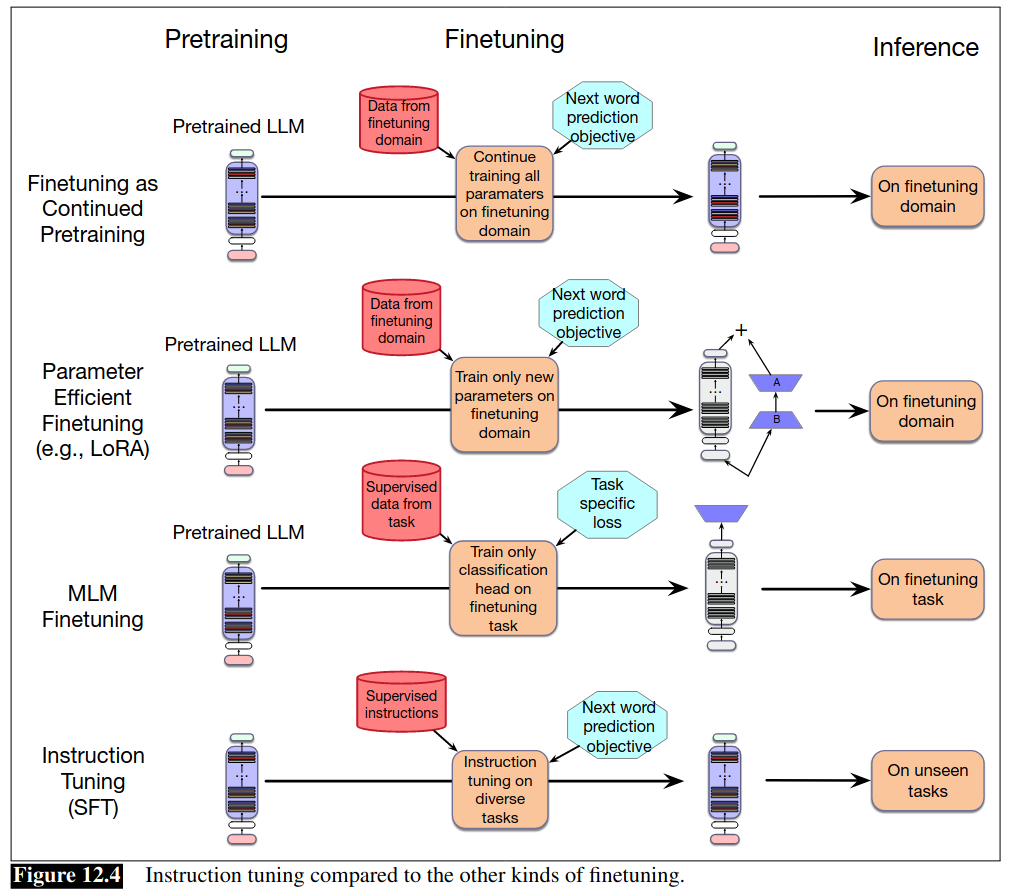 Pretraining
Finetuning
Inference
Data from
finetuning
domain
Next word
prediction
objective
Pretrained LLM
Finetuning as
Continued
Pretraining
Continue
training all
paramaters
on finetuning
domain
On finetuning
domain
Data from
finetuning
domain
Next word
prediction
objective
Pretrained LLM
Parameter
Efficient
Finetuning
(e.g., LoRA)
Train only new
parameters on
finetuning
domain
+
A
B
On finetuning
domain
Supervised
data from
task
Task
specific
loss
Pretrained LLM
MLM
Finetuning
Train only
classification
head on
finetuning
task
On finetuning
task
Supervised
instructions
Next word
prediction
objective
Instruction
Tuning
(SFT)
Instruction
tuning on
diverse
tasks
On unseen
tasks
Figure 12.4 Instruction tuning compared to the other kinds of finetuning.